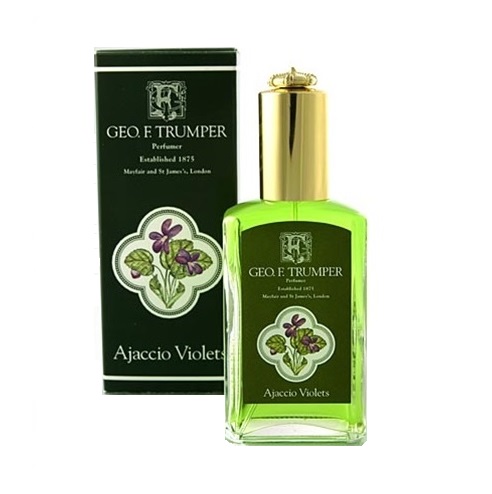 GEO. F. TRUMPER
Perfumer
Established 1875
Mayfair and St James's, London
Ajaccio Violets
GEO. F. TRUMPER
Perfumer
Established 1875
Mayfair and St James's, London
Ajaccio Violets